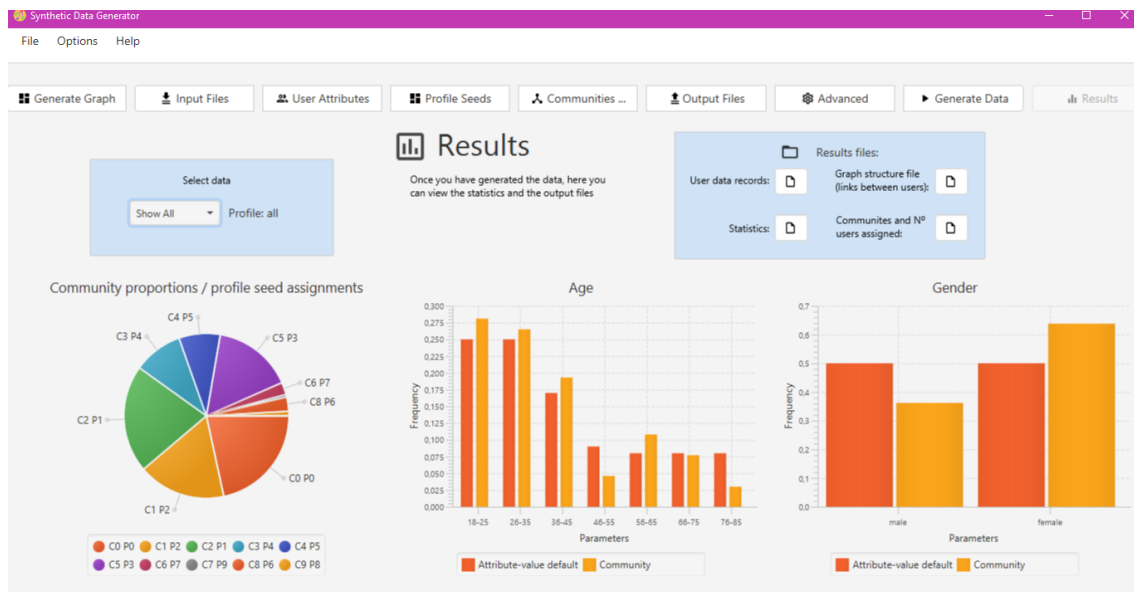 Synthetic Data Generator
File Options Help
Generate Graph
Input Files
User Attributes
Profile Seeds
Communities ...
Output Files
Advanced
Generate Data
Results
Select data
Show All
Profile: all
Results
Once you have generated the data, here you
can view the statistics and the output files
Results files:
User data records:
Graph structure file
(links between users):
Statistics:
Communites and Nº
users assigned:
Community proportions / profile seed assignments
C4 P5
C3 P4
C5 P3
C6 P7
C8 P6
C2 P1
C0 P0
C1 P2
C0 P0 C1 P2 C2 P1 C3 P4 C4 P5
C5 P3 C6 P7 C7 P9 C8 P6 C9 P8
Age
Frequency
0,300
0,275
0,250
0,225
0,200
0,175
0,150
0,125
0,100
0,075
0,050
0,025
0,000
18-25 26-35 36-45 46-55 56-65 66-75 76-85
Parameters
Attribute-value default Community
Gender
Frequency
0,7
0,6
0,5
0,4
0,3
0,2
0,1
0,0
male female
Parameters
Attribute-value default Community